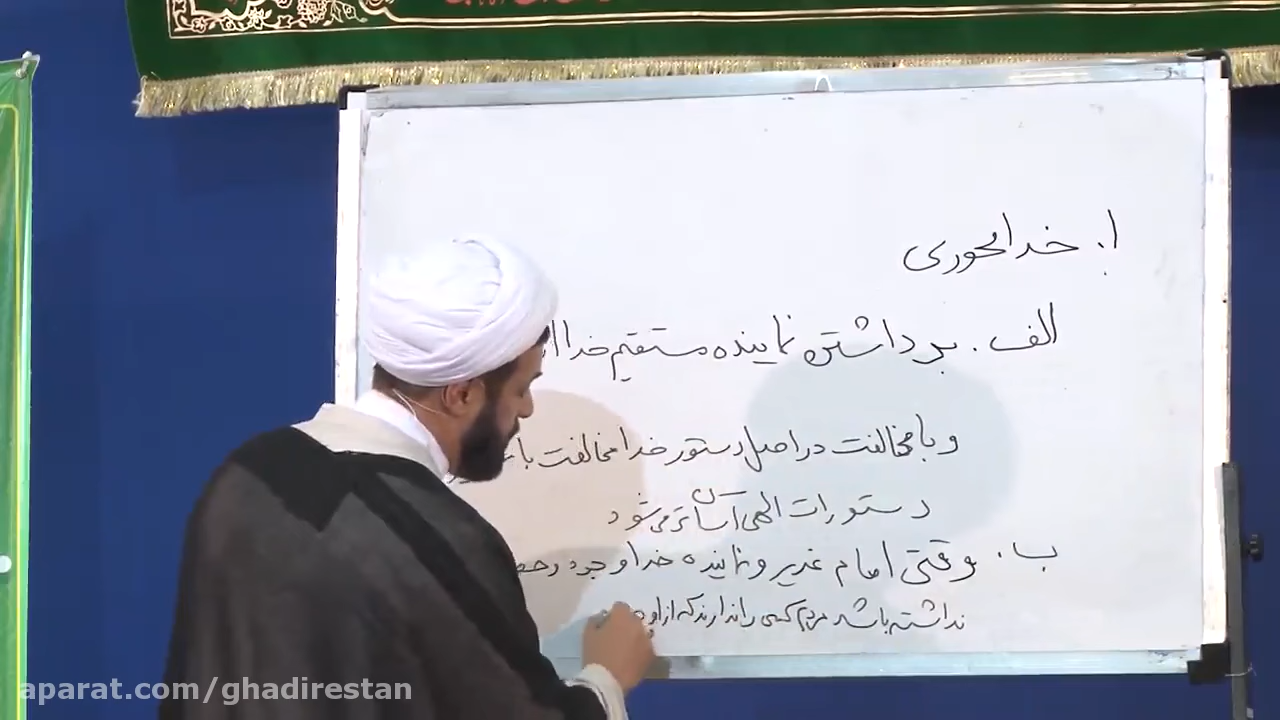 ۱. خدامحوری
الف. برداشتن نماینده مستقیم خدا
و با مخالفت در اصل دستور خدا مخالفت با
دستورات الهی آسان‌تر می‌شود
ب. وقتی امام غدیر و نماینده خدا وجود و
نداشته باشد مردم کسی را ندارند که از او
aparat.com/ghadirestan